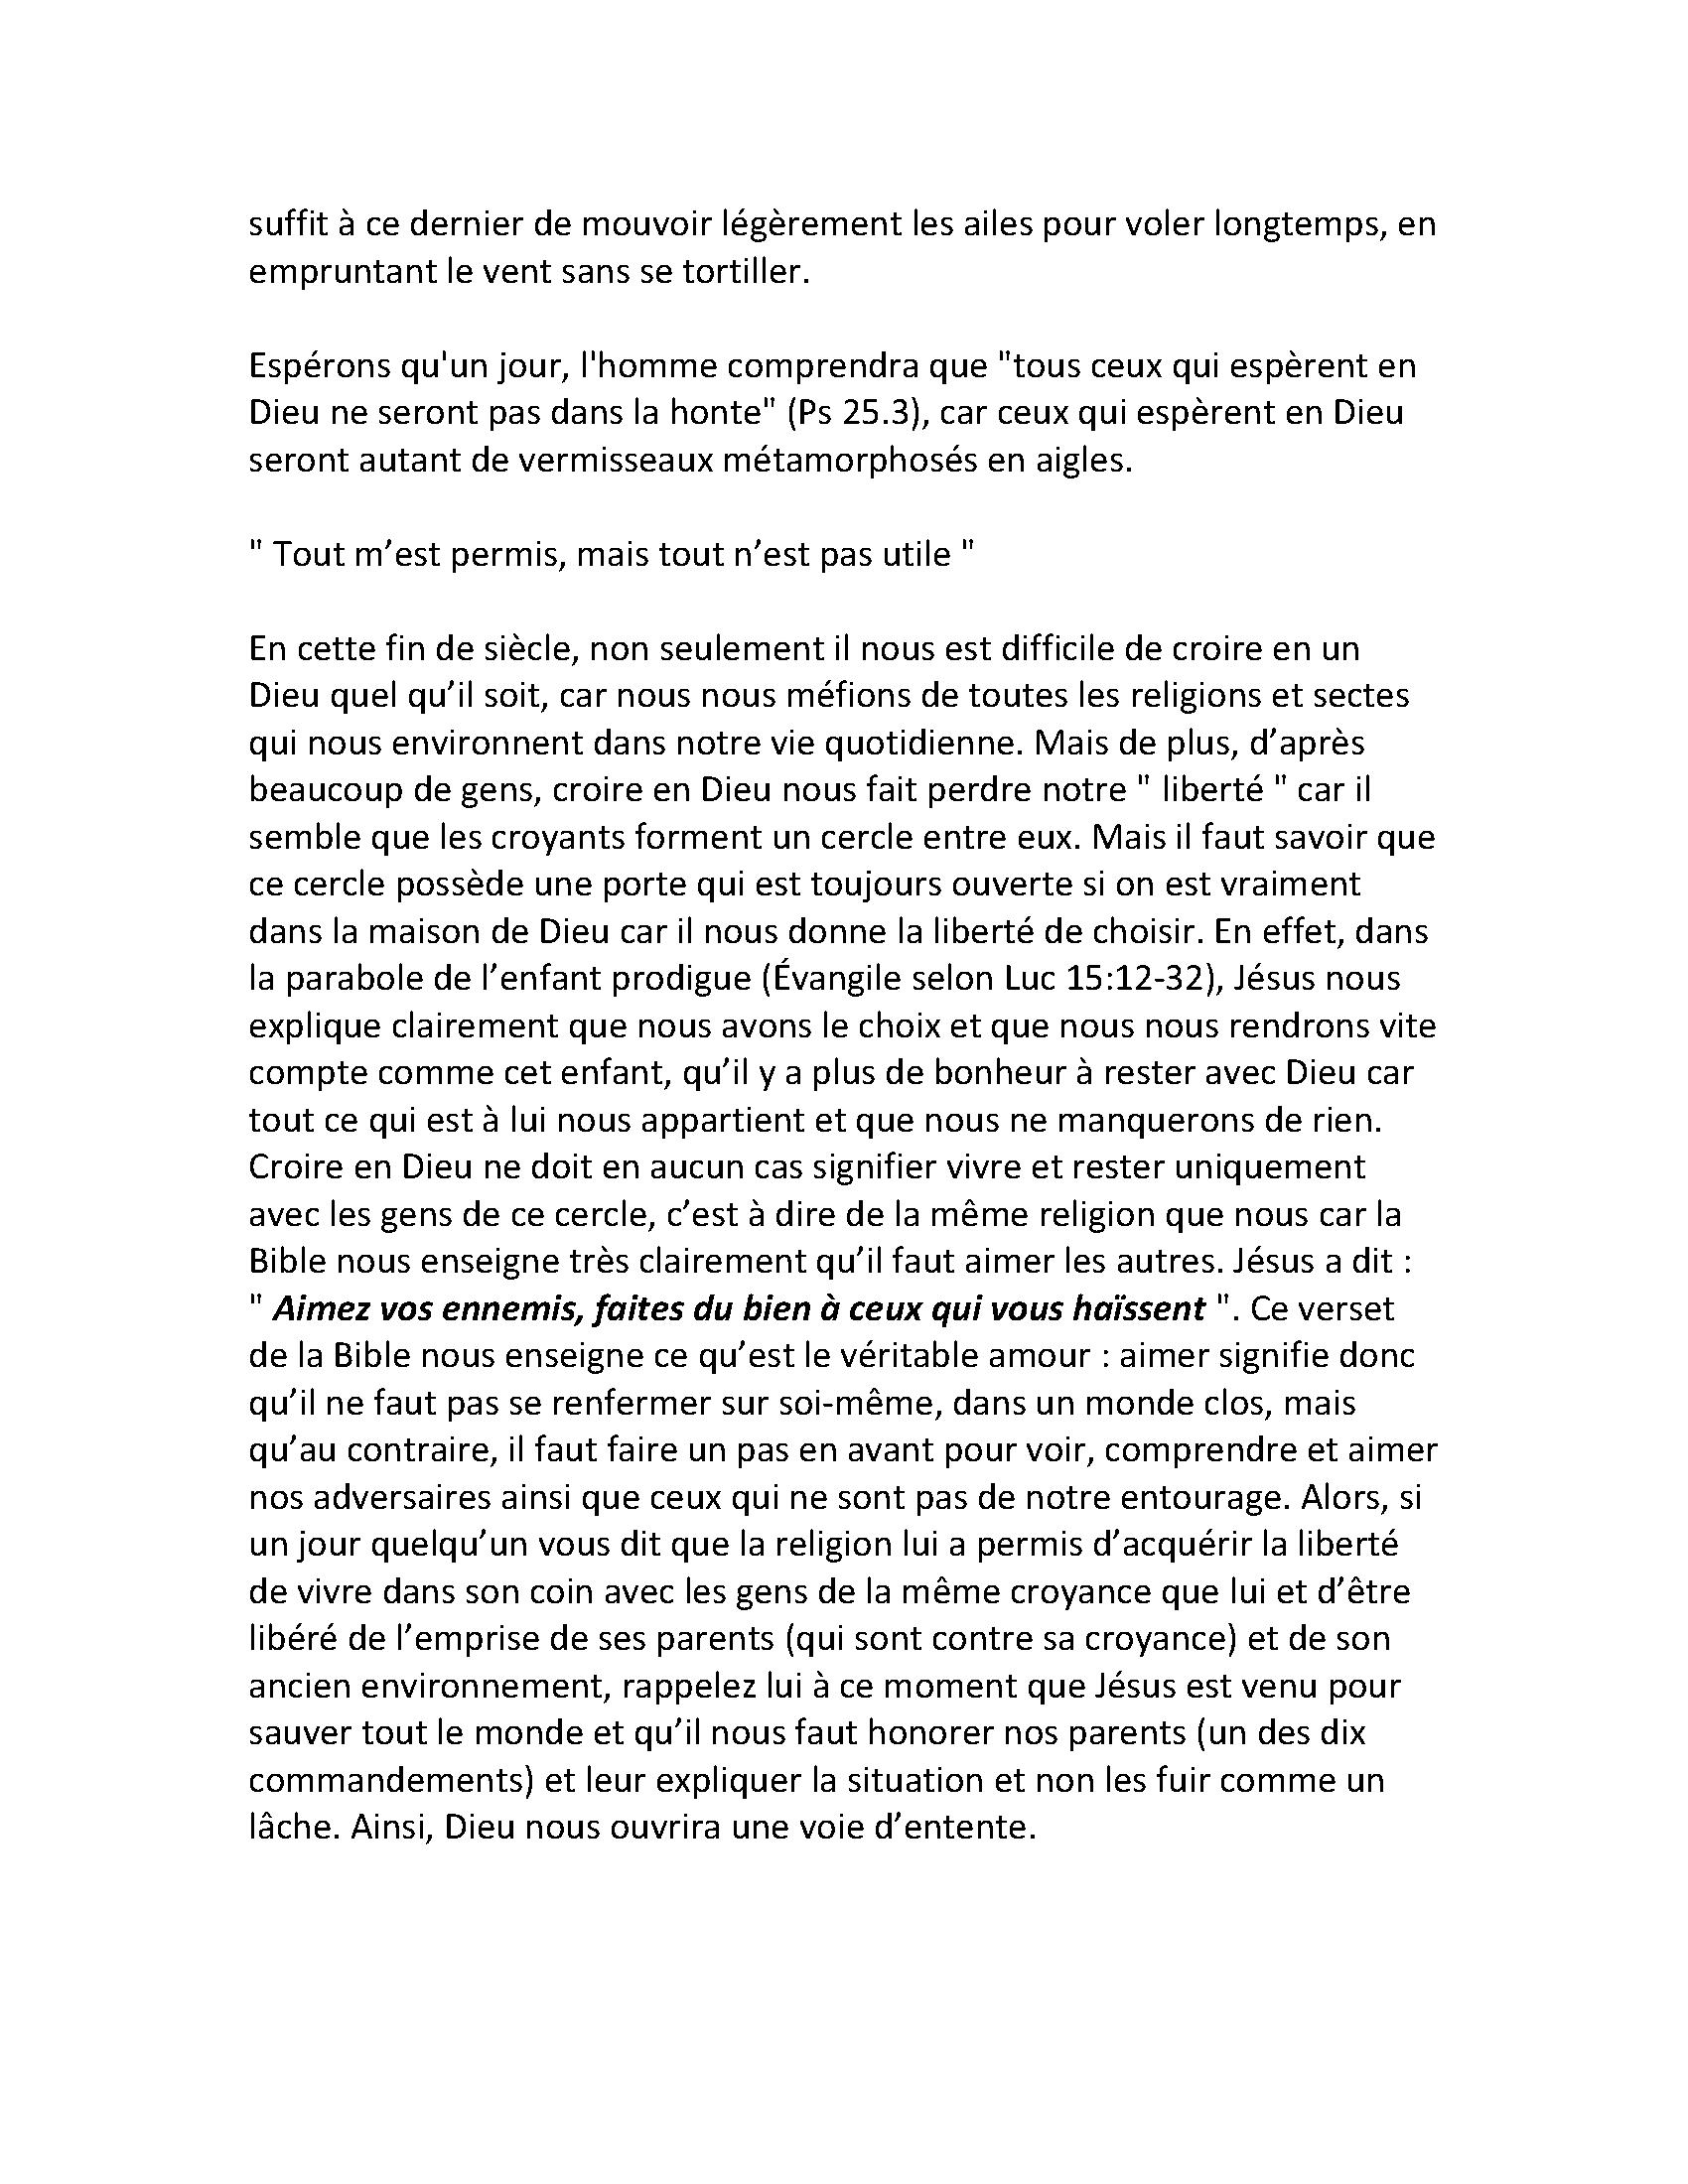 suffit à ce dernier de mouvoir légèrement les ailes pour voler longtemps, en
empruntant le vent sans se tortiller.
Espérons qu'un jour, l'homme comprendra que "tous ceux qui espèrent en
Dieu ne seront pas dans la honte" (Ps 25.3), car ceux qui espèrent en Dieu
seront autant de vermisseaux métamorphosés en aigles.
" Tout m’est permis, mais tout n’est pas utile "
En cette fin de siècle, non seulement il nous est difficile de croire en un
Dieu quel qu’il soit, car nous nous méfions de toutes les religions et sectes
qui nous environnent dans notre vie quotidienne. Mais de plus, d’après
beaucoup de gens, croire en Dieu nous fait perdre notre " liberté " car il
semble que les croyants forment un cercle entre eux. Mais il faut savoir que
ce cercle possède une porte qui est toujours ouverte si on est vraiment
dans la maison de Dieu car il nous donne la liberté de choisir. En effet, dans
la parabole de l’enfant prodigue (Évangile selon Luc 15:12-32), Jésus nous
explique clairement que nous avons le choix et que nous nous rendrons vite
compte comme cet enfant, qu’il y a plus de bonheur à rester avec Dieu car
tout ce qui est à lui nous appartient et que nous ne manquerons de rien.
Croire en Dieu ne doit en aucun cas signifier vivre et rester uniquement
avec les gens de ce cercle, c’est à dire de la même religion que nous car la
Bible nous enseigne très clairement qu’il faut aimer les autres. Jésus a dit :
" Aimez vos ennemis, faites du bien à ceux qui vous haïssent ". Ce verset
de la Bible nous enseigne ce qu’est le véritable amour : aimer signifie donc
qu’il ne faut pas se renfermer sur soi-même, dans un monde clos, mais
qu’au contraire, il faut faire un pas en avant pour voir, comprendre et aimer
nos adversaires ainsi que ceux qui ne sont pas de notre entourage. Alors, si
un jour quelqu’un vous dit que la religion lui a permis d’acquérir la liberté
de vivre dans son coin avec les gens de la même croyance que lui et d’être
libéré de l’emprise de ses parents (qui sont contre sa croyance) et de son
ancien environnement, rappelez lui à ce moment que Jésus est venu pour
sauver tout le monde et qu’il nous faut honorer nos parents (un des dix
commandements) et leur expliquer la situation et non les fuir comme un
lâche. Ainsi, Dieu nous ouvrira une voie d’entente.